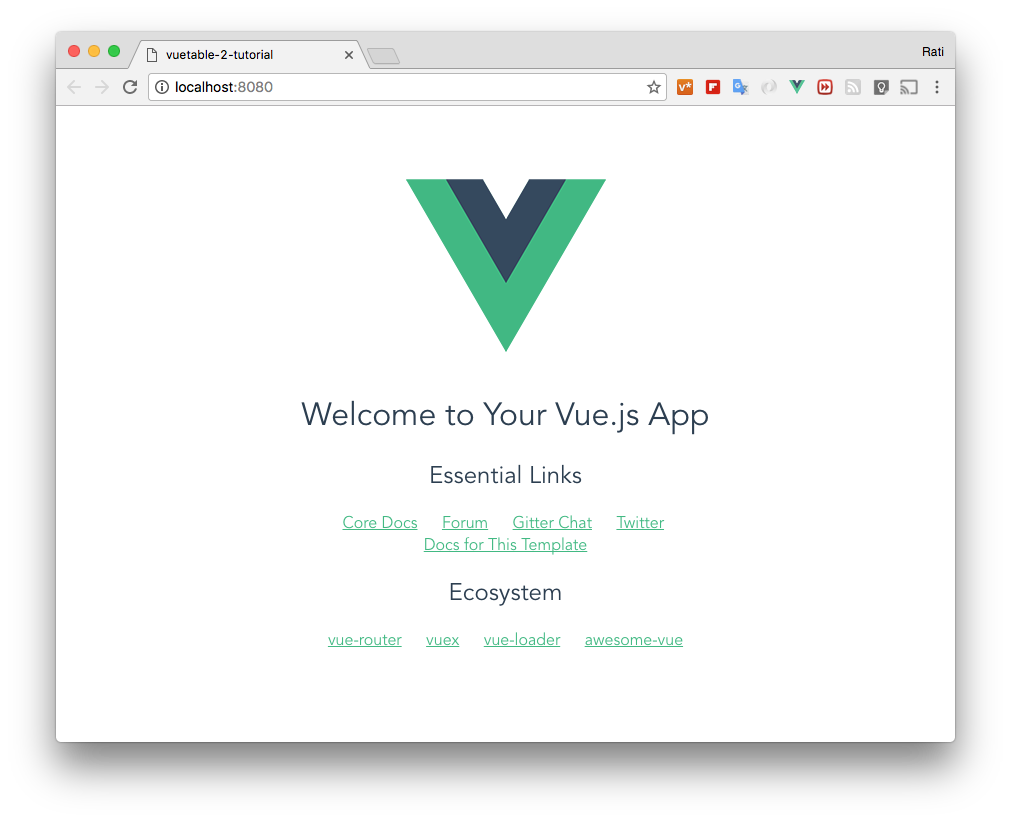 vuetable-2-tutorial
Rati
localhost:8080
Welcome to Your Vue.js App
Essential Links
Core Docs Forum Gitter Chat Twitter
Docs for This Template
Ecosystem
vue-router vuex vue-loader awesome-vue